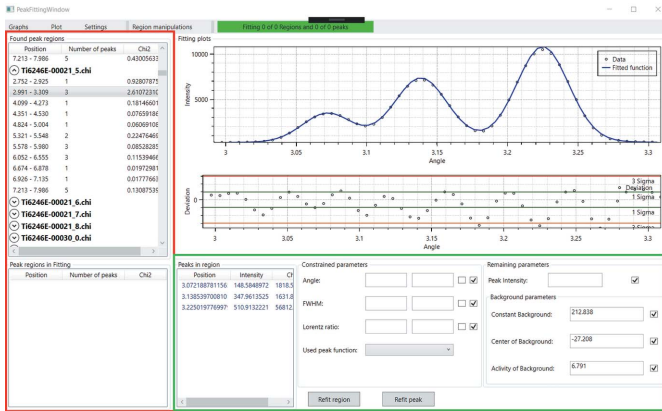 PeakFittingWindow
Graphs Plot Settings Region manipulations Fitting 0 of 0 Regions and 0 of 0 peaks
Found peak regions
Position Number of peaks Chi2
7.213 - 7.986 5 0.43005633
Ti6246E-00021_5.chi
2.752 - 2.925 1 0.92807875
2.991 - 3.309 3 2.61072310
4.099 - 4.273 1 0.18146601
4.351 - 4.530 1 0.07659186
4.824 - 5.004 1 0.06069108
5.321 - 5.548 2 0.22476469
5.578 - 5.980 3 0.08528285
6.052 - 6.555 3 0.11539466
6.674 - 6.878 1 0.01972981
6.926 - 7.135 1 0.01777663
7.213 - 7.986 5 0.13087539
Ti6246E-00021_6.chi
Ti6246E-00021_7.chi
Ti6246E-00021_8.chi
Ti6246E-00030_0.chi
Fitting plots
10000
5000
Intensity
Data
Fitted function
3 3.05 3.1 3.15 3.2 3.25 3.3
Angle
Deviation
0
3 Sigma
Deviation
1 Sigma
1 Sigma
3 Sigma
3 3.05 3.1 3.15 3.2 3.25 3.3
Angle
Peak regions in Fitting
Position Number of peaks Chi2
Peaks in region
Position Intensity Ch
3.072188781156 148.5848972 1818.5
3.138539700810 347.9613525 1631.8
3.225019776997 510.9132221 56812.
Constrained parameters
Angle:
FWHM:
Lorentz ratio:
Used peak function:
Refit region Refit peak
Remaining parameters
Peak Intensity:
Background parameters
Constant Background: 212.838
Center of Background: -27.208
Aclivity of Background: 6.791